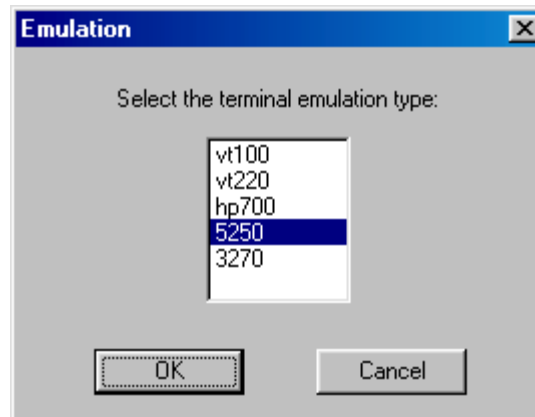 Emulation
Select the terminal emulation type:
vt100
vt220
hp700
5250
3270
OK Cancel